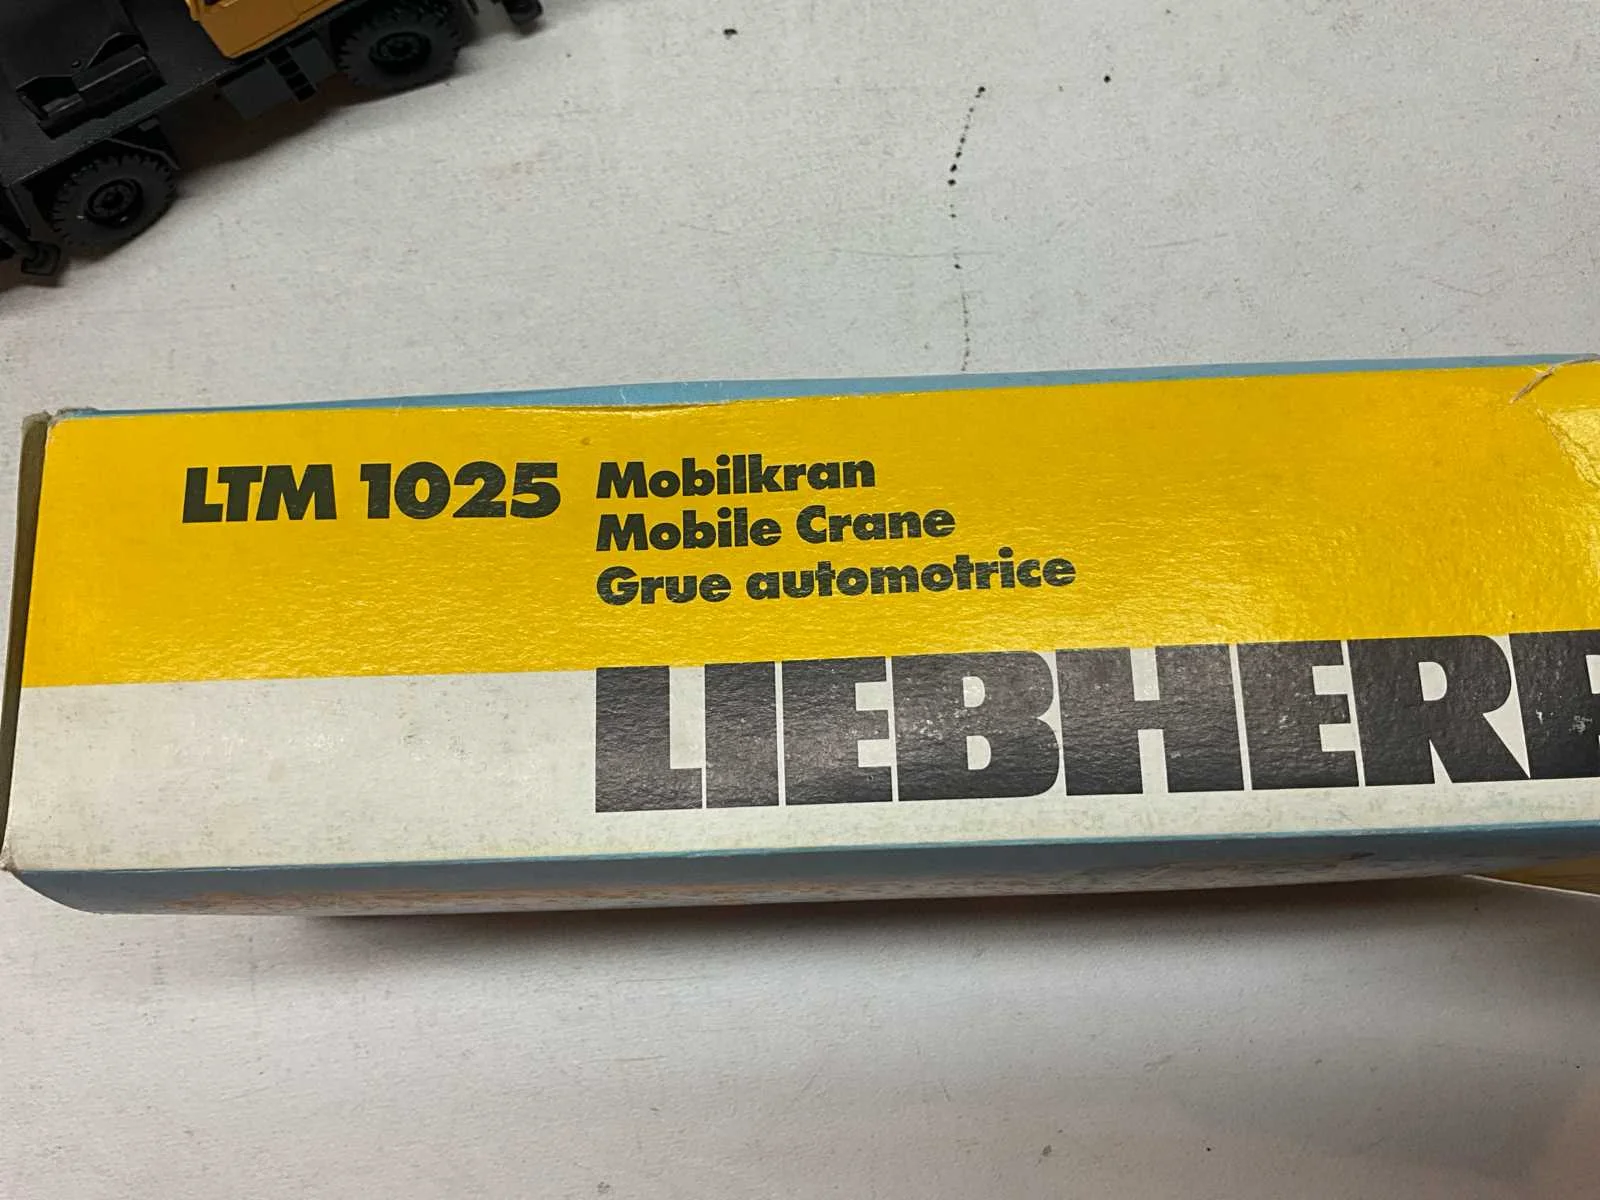 LTM 1025
Mobilkran
Mobile Crane
Grue automotrice
LIEBHERR